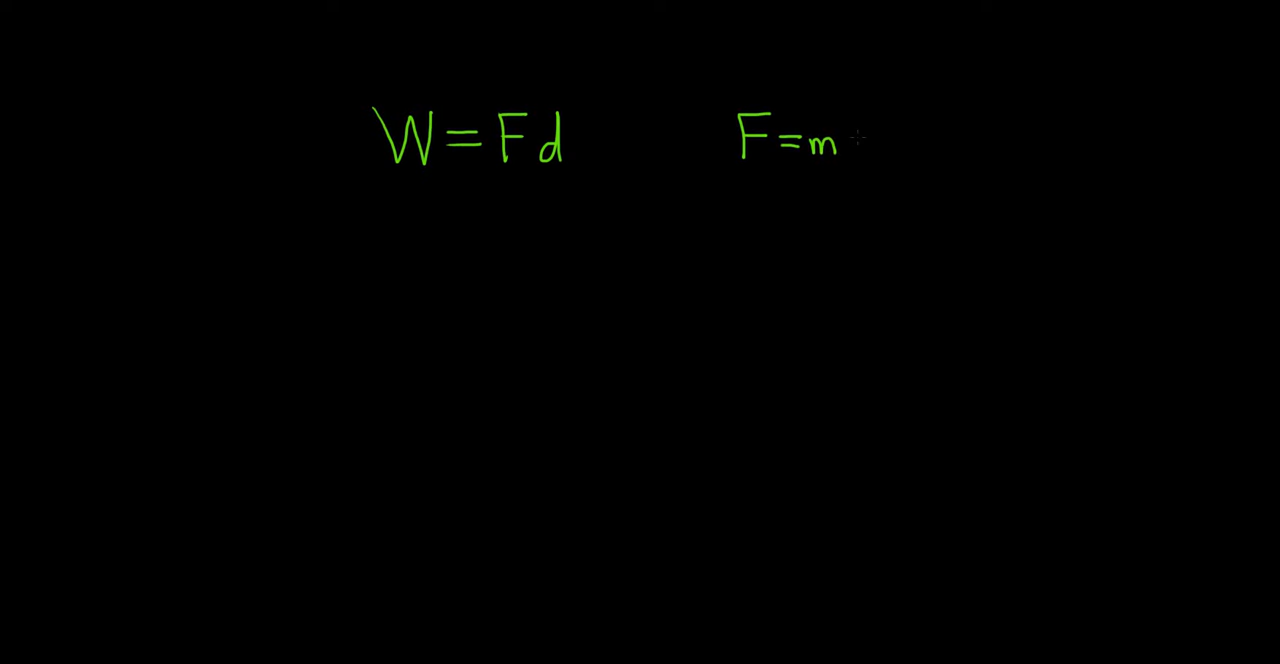 W = Fd F = m